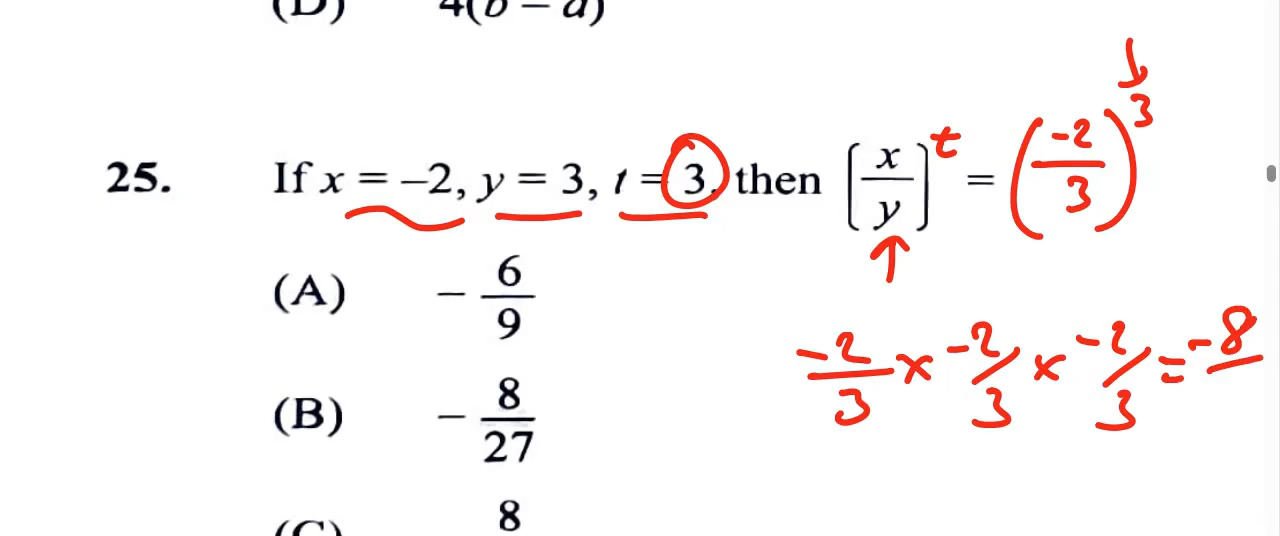 (D) 4(b – a)
25. If x = –2, y = 3, t = 3, then [x/y]^t = (-2/3)^3
(A) – 6/9
-2/3 × -2/3 × -2/3 = -8
(B) – 8/27
(C) 8